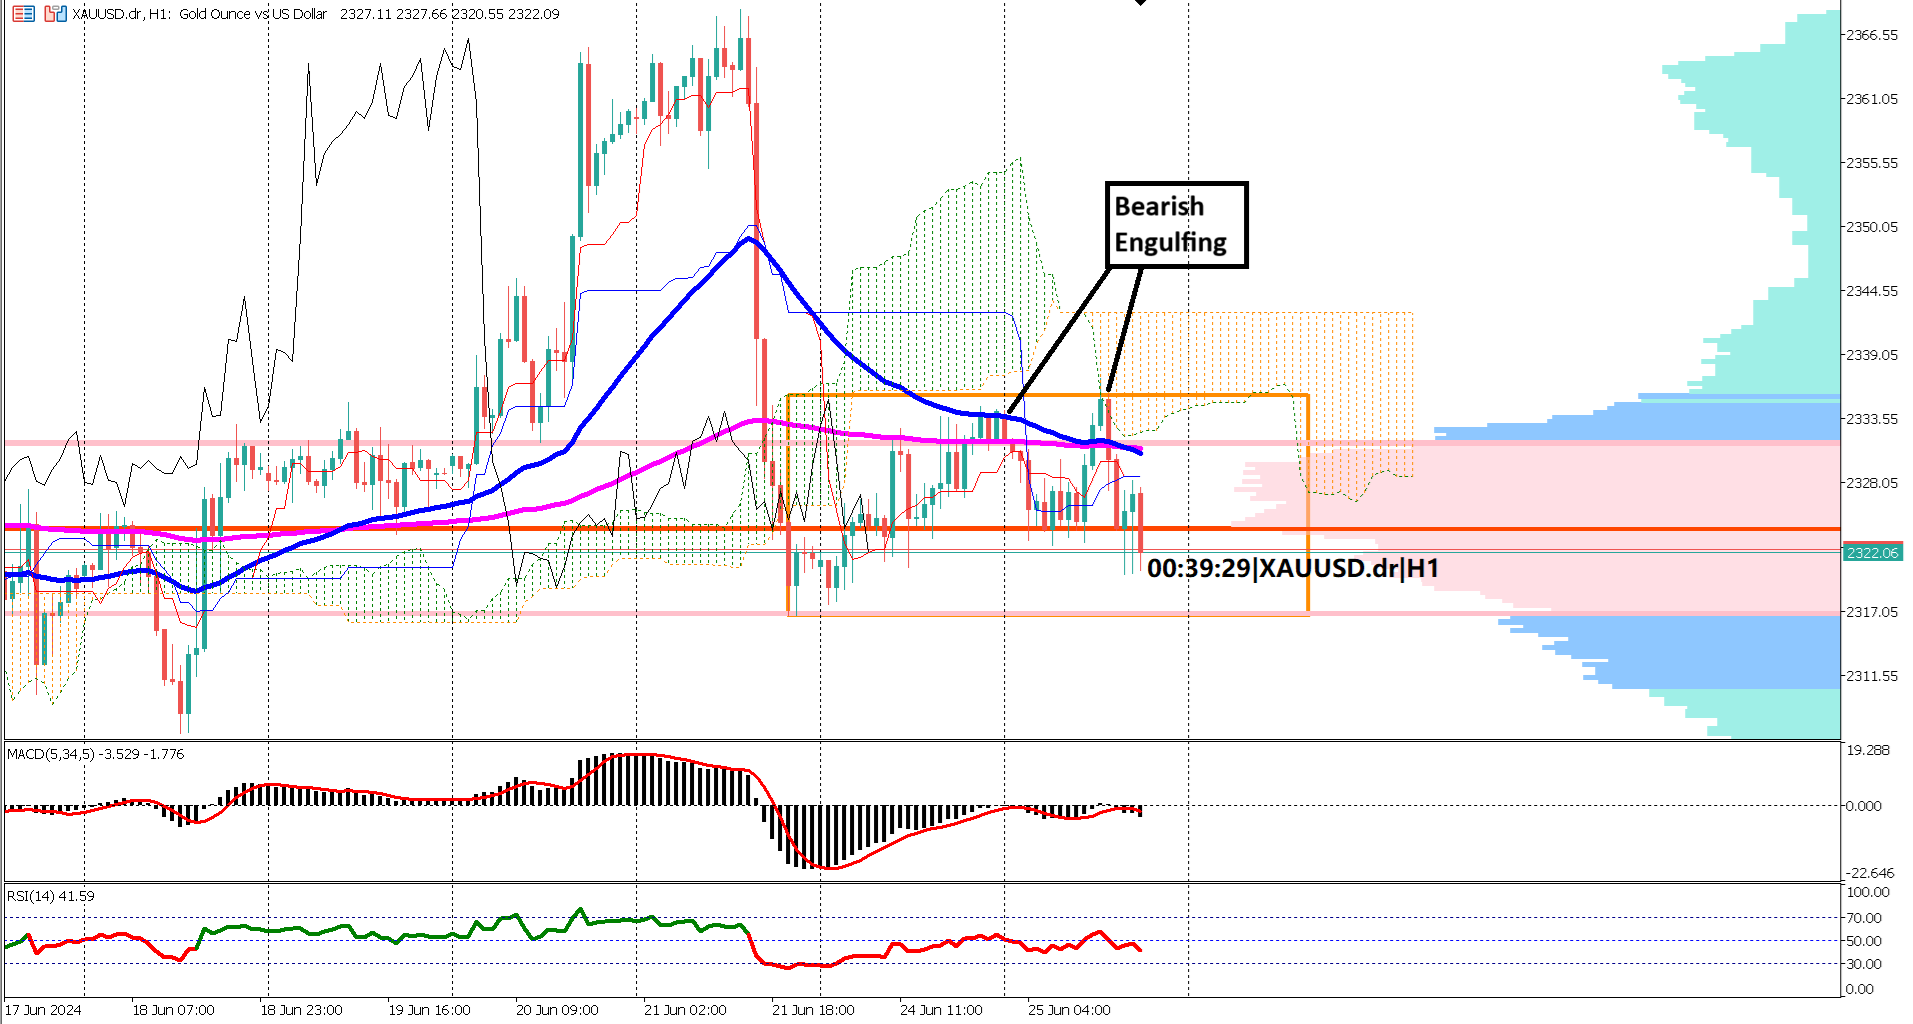 XAUUSD.dr, H1: Gold Ounce vs US Dollar 2327.11 2327.66 2320.55 2322.09
2366.55
2361.05
2355.55
Bearish
Engulfing
2350.05
2344.55
2339.05
2333.55
2328.05
2322.06
00:39:29|XAUUSD.dr|H1
2317.05
2311.55
MACD(5,34,5) -3.529 -1.776
19.288
0.000
-22.646
RSI(14) 41.59
100.00
70.00
50.00
30.00
0.00
17 Jun 2024
18 Jun 07:00
18 Jun 23:00
19 Jun 16:00
20 Jun 09:00
21 Jun 02:00
21 Jun 18:00
24 Jun 11:00
25 Jun 04:00